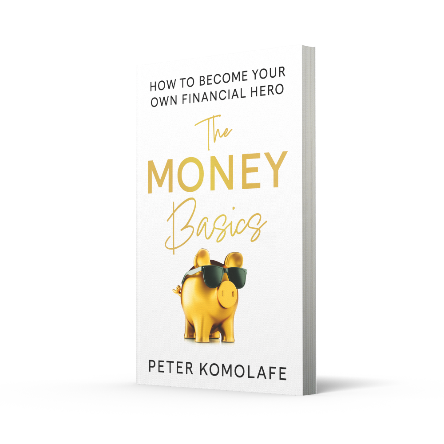 HOW TO BECOME YOUR
OWN FINANCIAL HERO
The
MONEY
Basics
PETER KOMOLAFE